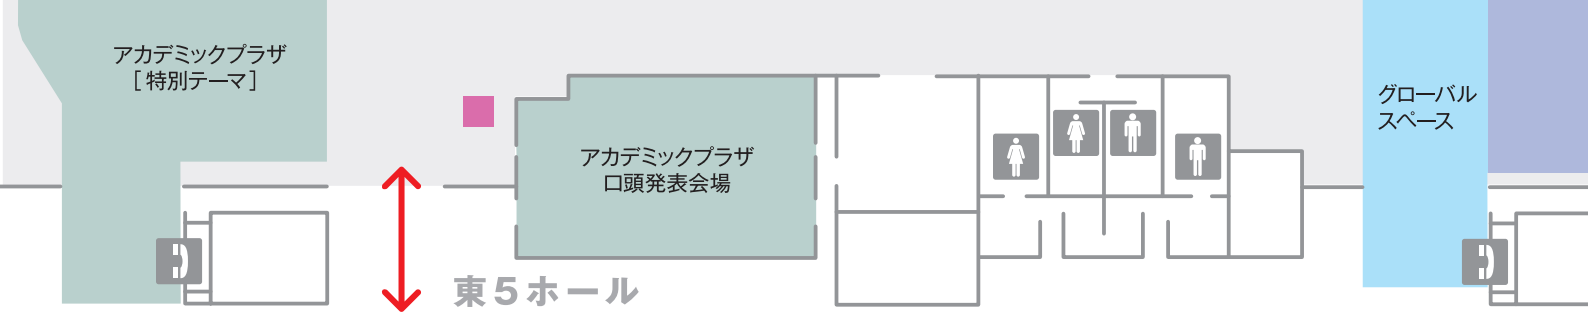 アカデミックプラザ
[ 特別テーマ ]
アカデミックプラザ
口頭発表会場
グローバル
スペース
東５ホール